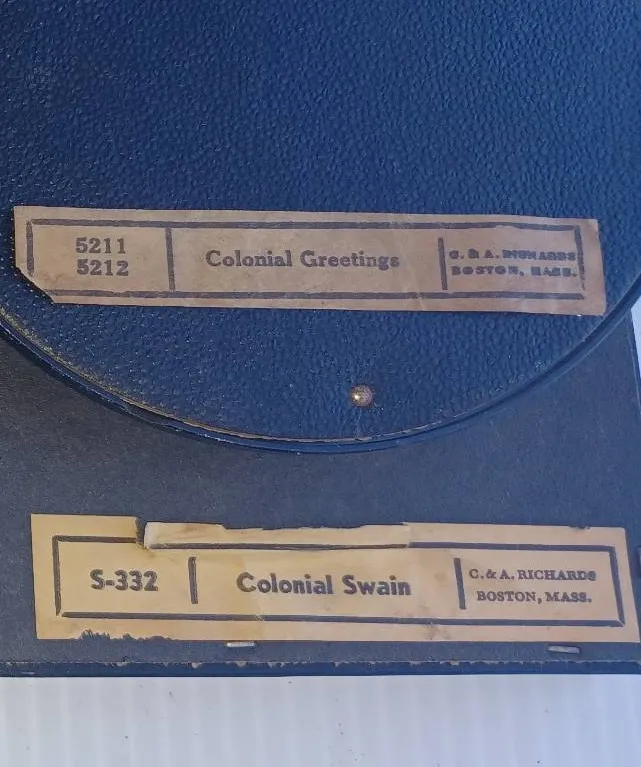 5211
5212
Colonial Greetings
C. & A. RICHARDS
BOSTON, MASS.
S-332
Colonial Swain
C. & A. RICHARDS
BOSTON, MASS.